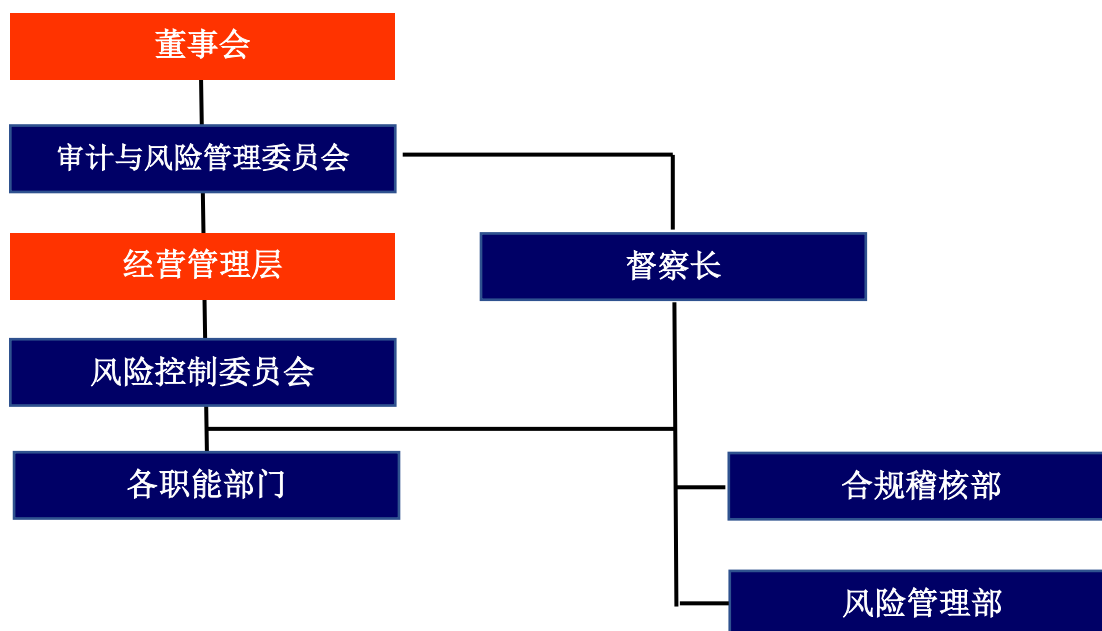 董事会
审计与风险管理委员会
经营管理层
督察长
风险控制委员会
各职能部门
合规稽核部
风险管理部